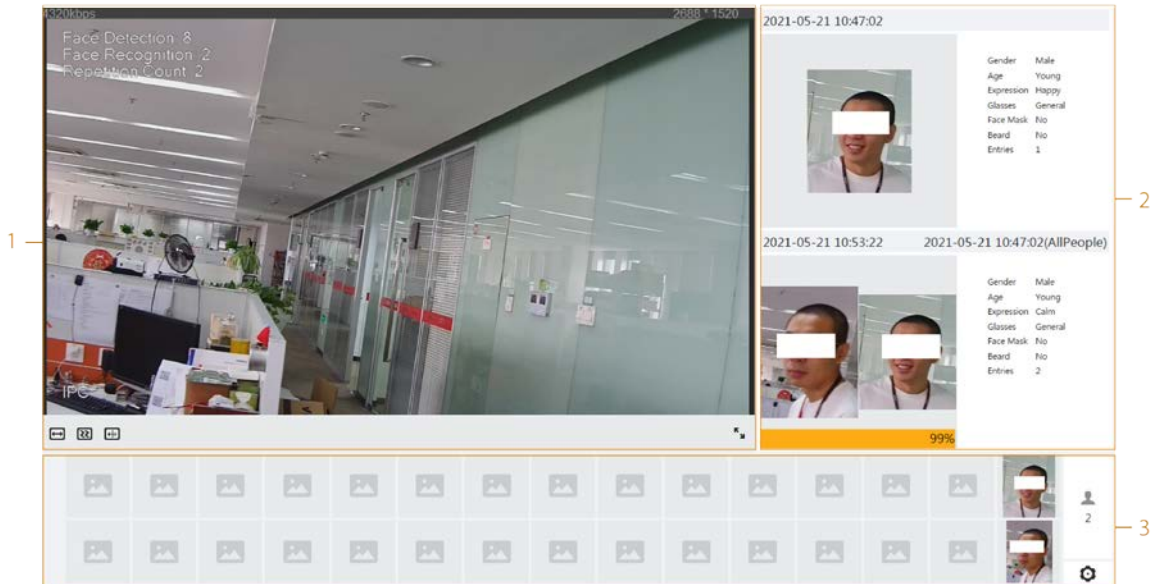 4320kbps 2688 * 1520
Face Detection 8
Face Recognition 2
Repetition Count 2
IPC
1
2021-05-21 10:47:02
Gender Male
Age Young
Expression Happy
Glasses General
Face Mask No
Beard No
Entries 1
2
2021-05-21 10:53:22 2021-05-21 10:47:02(AllPeople)
Gender Male
Age Young
Expression Calm
Glasses General
Face Mask No
Beard No
Entries 2
99%
2
3